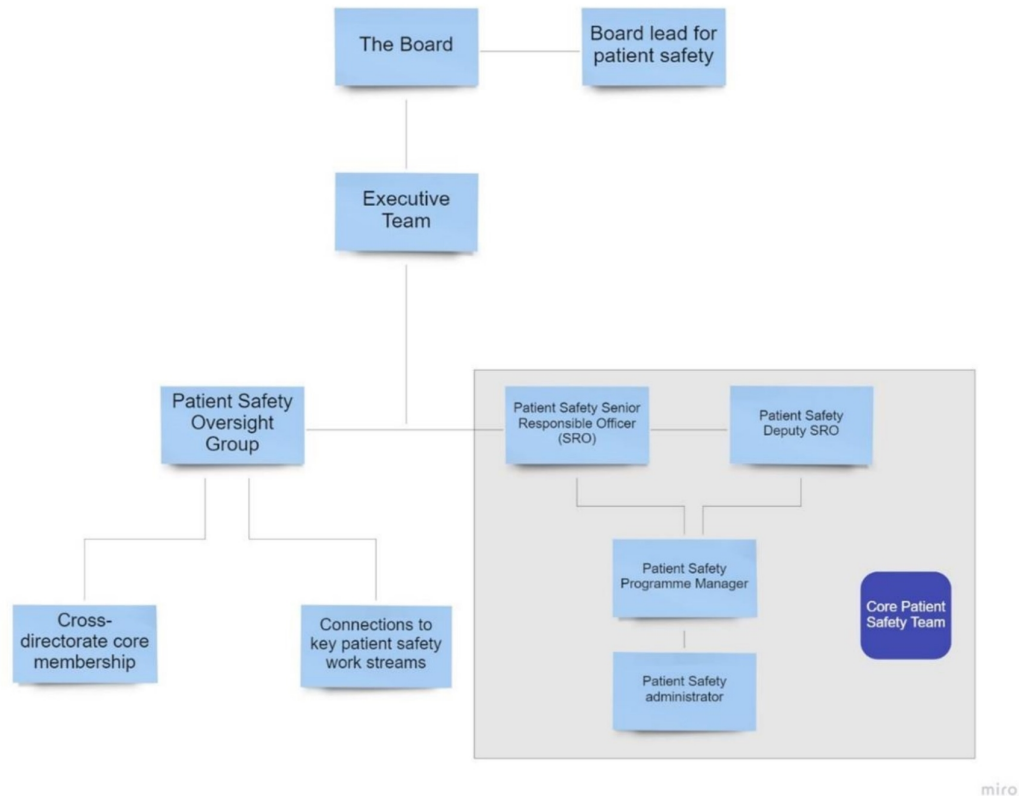 The Board
Board lead for
patient safety
Executive
Team
Patient Safety
Oversight
Group
Patient Safety Senior
Responsible Officer
(SRO)
Patient Safety
Deputy SRO
Patient Safety
Programme Manager
Core Patient
Safety Team
Cross-
directorate core
membership
Connections to
key patient safety
work streams
Patient Safety
administrator
miro